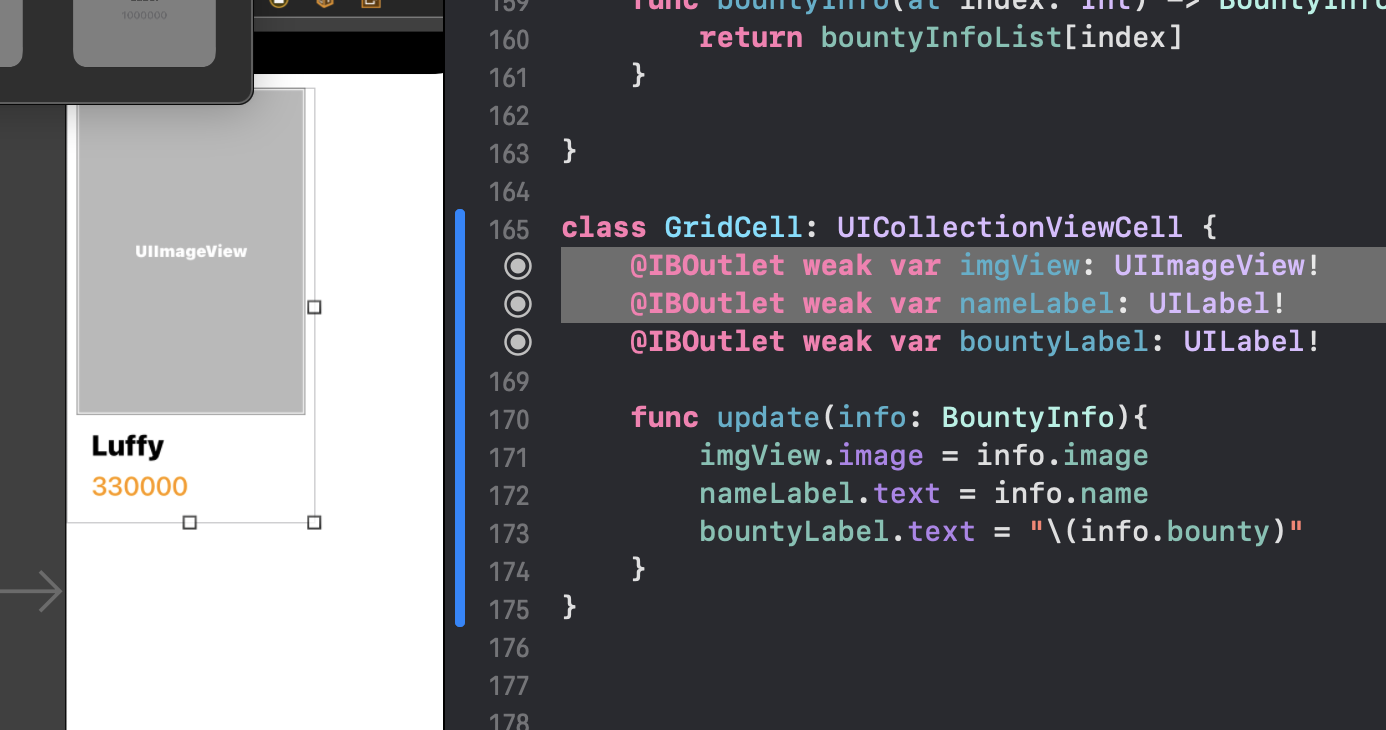 1000000
UIImageView
Luffy
330000
159 func bountyInfo(at index: Int) -> BountyInfo
160 return bountyInfoList[index]
161 }
162
163 }
164
165 class GridCell: UICollectionViewCell {
@IBOutlet weak var imgView: UIImageView!
@IBOutlet weak var nameLabel: UILabel!
@IBOutlet weak var bountyLabel: UILabel!
169
170 func update(info: BountyInfo){
171 imgView.image = info.image
172 nameLabel.text = info.name
173 bountyLabel.text = "\(info.bounty)"
174 }
175 }
176
177
178